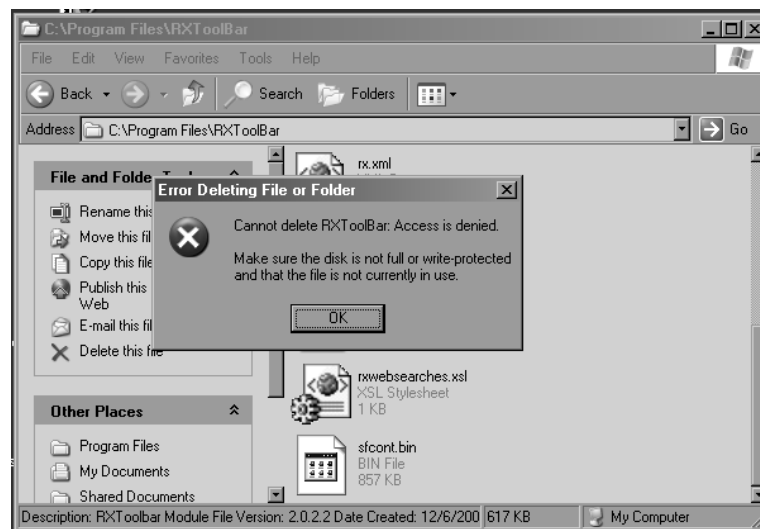 C:\Program Files\RXToolBar
File Edit View Favorites Tools Help
Back Search Folders
Address C:\Program Files\RXToolBar Go
File and Folde
Rename this
Move this fil
Copy this file
Publish this
Web
E-mail this fil
Delete this file
Other Places
Program Files
My Documents
Shared Documents
rx.xml
Error Deleting File or Folder
Cannot delete RXToolBar: Access is denied.
Make sure the disk is not full or write-protected
and that the file is not currently in use.
OK
rxwebsearches.xsl
XSL Stylesheet
1 KB
sfcont.bin
BIN File
857 KB
Description: RXToolbar Module File Version: 2.0.2.2 Date Created: 12/6/200 617 KB My Computer